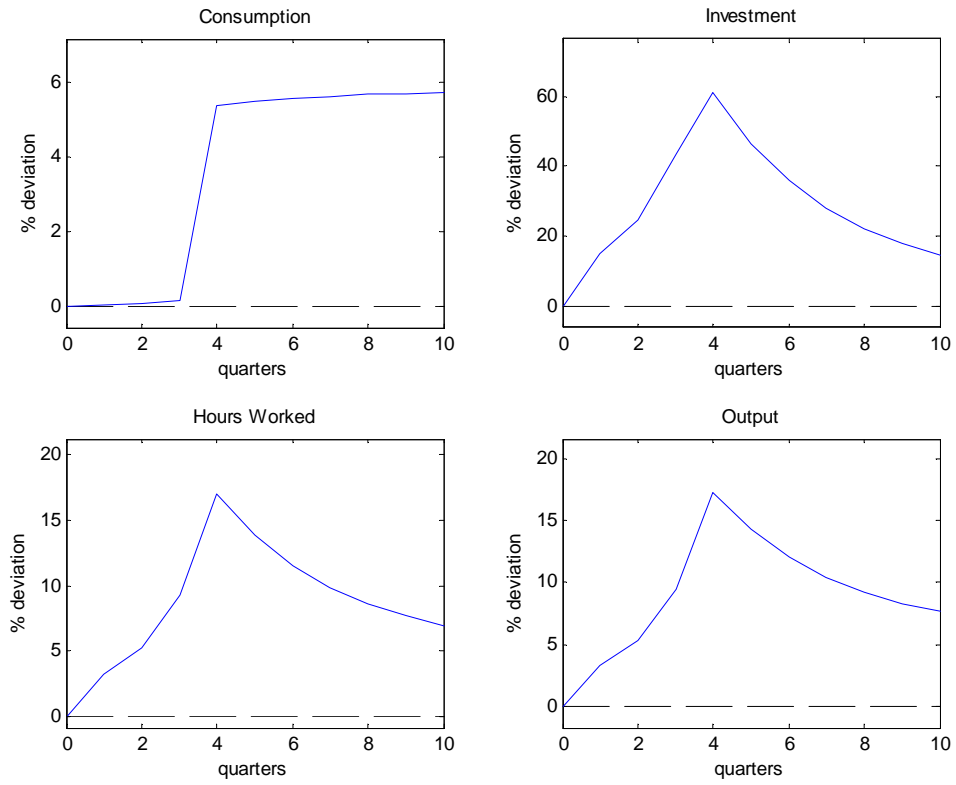 Consumption
6
4
2
0
% deviation
0 2 4 6 8 10
quarters
Investment
60
40
20
0
% deviation
0 2 4 6 8 10
quarters
Hours Worked
20
15
10
5
0
% deviation
0 2 4 6 8 10
quarters
Output
20
15
10
5
0
% deviation
0 2 4 6 8 10
quarters